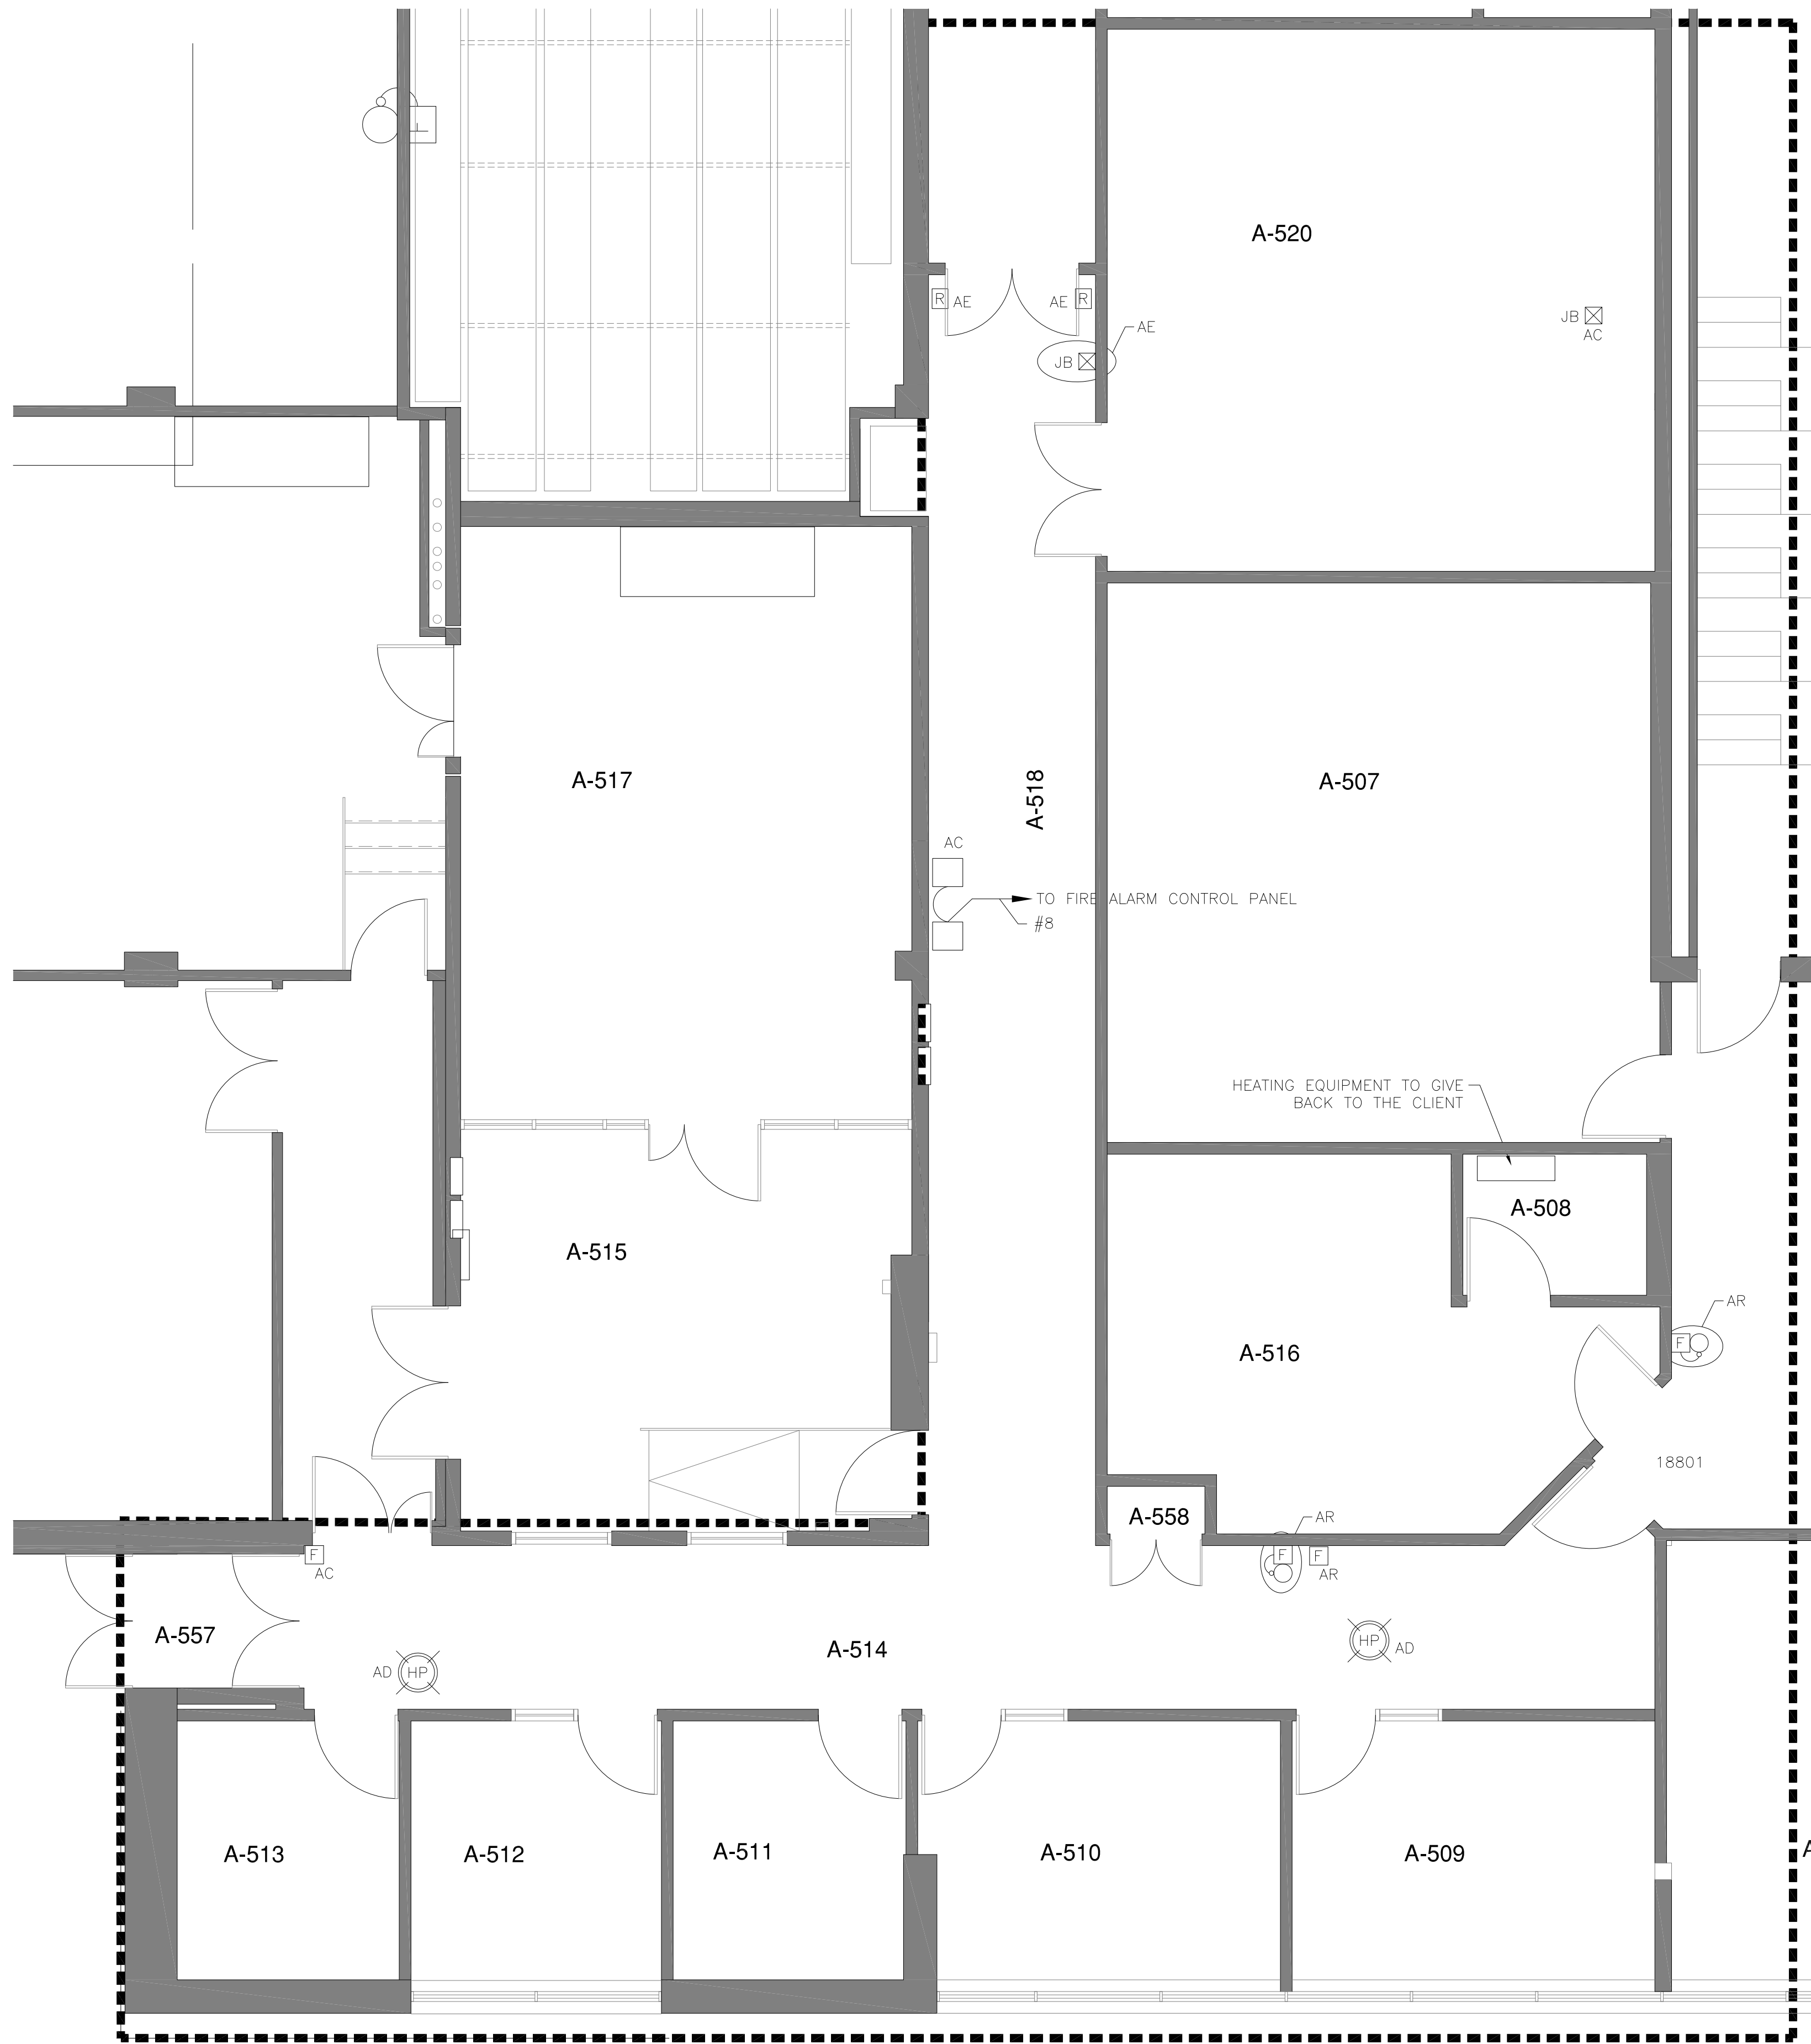 A-520
R AE
AE R
AE
JB
JB
AC
A-517
A-518
A-507
AC
TO FIRE ALARM CONTROL PANEL
#8
HEATING EQUIPMENT TO GIVE
BACK TO THE CLIENT
A-508
A-515
AR
F
A-516
18801
A-558
AR
F
F
AR
F
AC
A-557
A-514
HP AD
AD HP
A-513
A-512
A-511
A-510
A-509